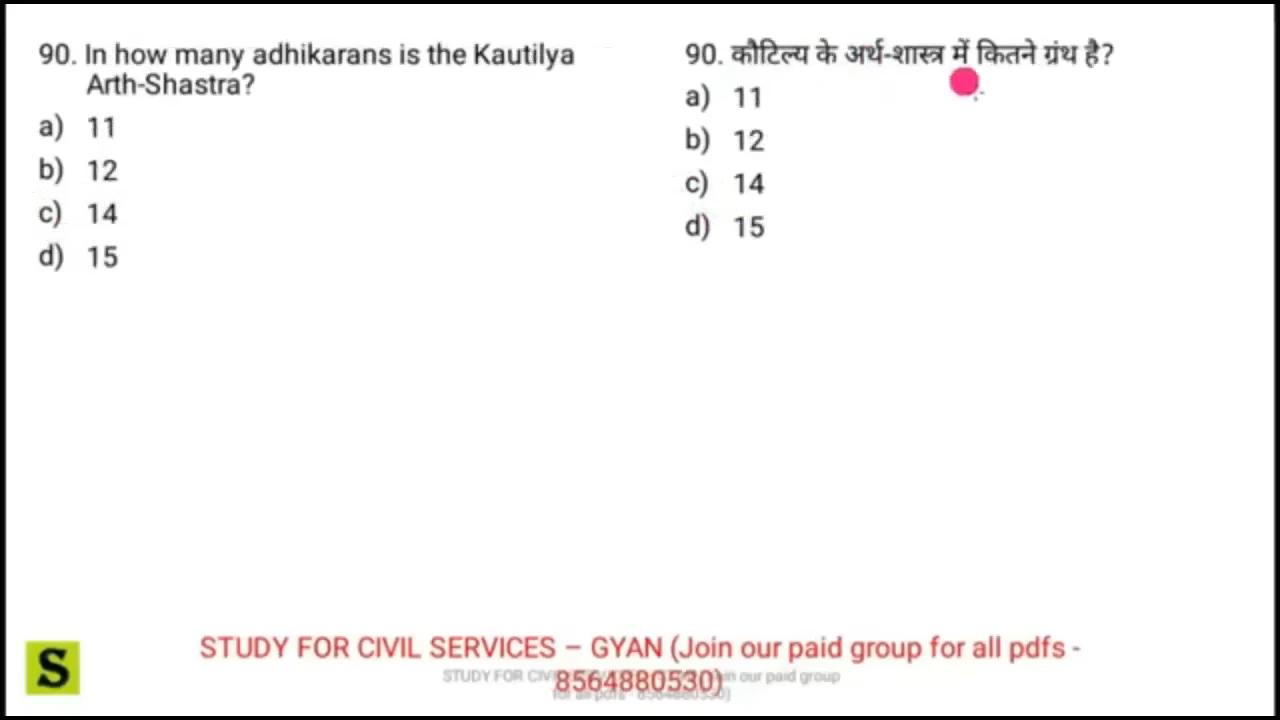 90. In how many adhikarans is the Kautilya
Arth-Shastra?
a) 11
b) 12
c) 14
d) 15
90. कौटिल्य के अर्थ-शास्त्र में कितने ग्रंथ है?
a) 11
b) 12
c) 14
d) 15
S
STUDY FOR CIVIL SERVICES – GYAN (Join our paid group for all pdfs -
8564880530)